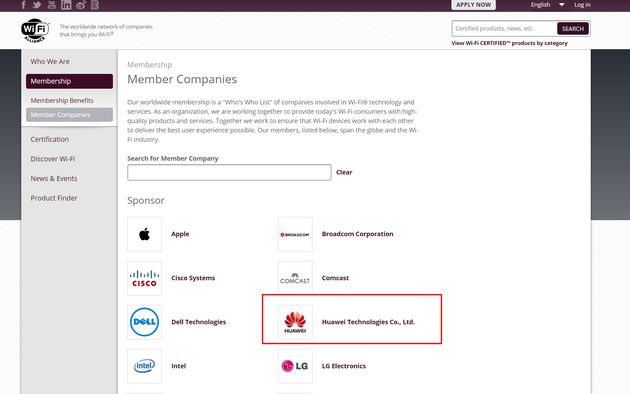 APPLY NOW
English
Log in
WiFi
ALLIANCE
The worldwide network of companies
that brings you Wi-Fi®
Certified products, news, etc.
SEARCH
View Wi-Fi CERTIFIED™ products by category
Who We Are
Membership
Membership Benefits
Member Companies
Certification
Discover Wi-Fi
News & Events
Product Finder
Membership
Member Companies
Our worldwide membership is a "Who's Who List" of companies involved in Wi-Fi® technology and
services. As an organization, we are working together to provide today's Wi-Fi consumers with high-
quality products and services. Together we work to ensure that Wi-Fi devices work with each other
to deliver the best user experience possible. Our members, listed below, span the globe and the Wi-
Fi industry.
Search for Member Company
Clear
Sponsor
Apple
BROADCOM
Broadcom Corporation
CISCO
Cisco Systems
COMCAST
Comcast
DELL
Dell Technologies
HUAWEI
Huawei Technologies Co., Ltd.
intel
Intel
LG
LG Electronics